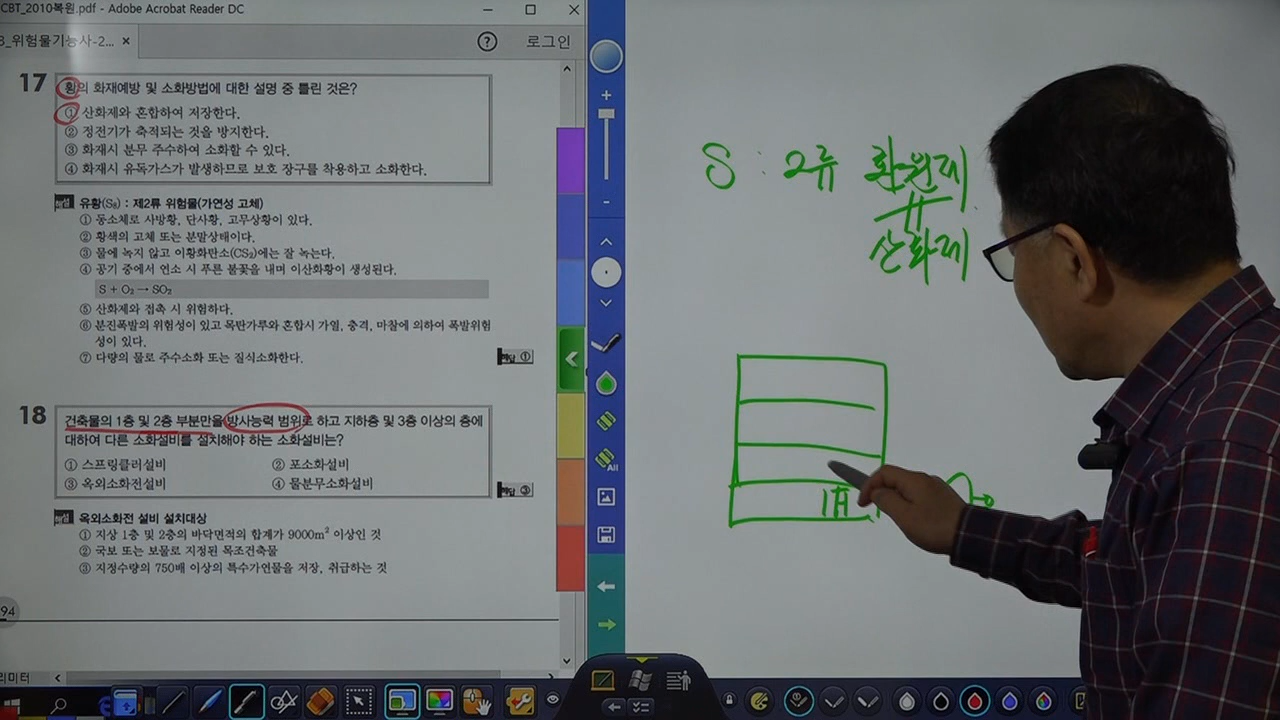 CBT_2010복원.pdf - Adobe Acrobat Reader DC
3_위험물기능사-2... ×
로그인
17 황의 화재예방 및 소화방법에 대한 설명 중 틀린 것은?
① 산화제와 혼합하여 저장한다.
② 정전기가 축적되는 것을 방지한다.
③ 화재시 분무 주수하여 소화할 수 있다.
④ 화재시 유독가스가 발생하므로 보호 장구를 착용하고 소화한다.
해설 유황(S₈) : 제2류 위험물(가연성 고체)
① 동소체로 사방황, 단사황, 고무상황이 있다.
② 황색의 고체 또는 분말상태이다.
③ 물에 녹지 않고 이황화탄소(CS₂)에는 잘 녹는다.
④ 공기 중에서 연소 시 푸른 불꽃을 내며 이산화황이 생성된다.
S + O₂ → SO₂
⑤ 산화제와 접촉 시 위험하다.
⑥ 분진폭발의 위험성이 있고 목탄가루와 혼합시 가열, 충격, 마찰에 의하여 폭발위험
성이 있다.
⑦ 다량의 물로 주수소화 또는 질식소화한다.
정답 ①
18 건축물의 1층 및 2층 부분만을 방사능력 범위로 하고 지하층 및 3층 이상의 층에
대하여 다른 소화설비를 설치해야 하는 소화설비는?
① 스프링클러설비 ② 포소화설비
③ 옥외소화전설비 ④ 물분무소화설비
정답 ③
해설 옥외소화전 설비 설치대상
① 지상 1층 및 2층의 바닥면적의 합계가 9000m² 이상인 것
② 국보 또는 보물로 지정된 목조건축물
③ 지정수량의 750배 이상의 특수가연물을 저장, 취급하는 것
94
리미터
All
S : 2류 환원제
산화제